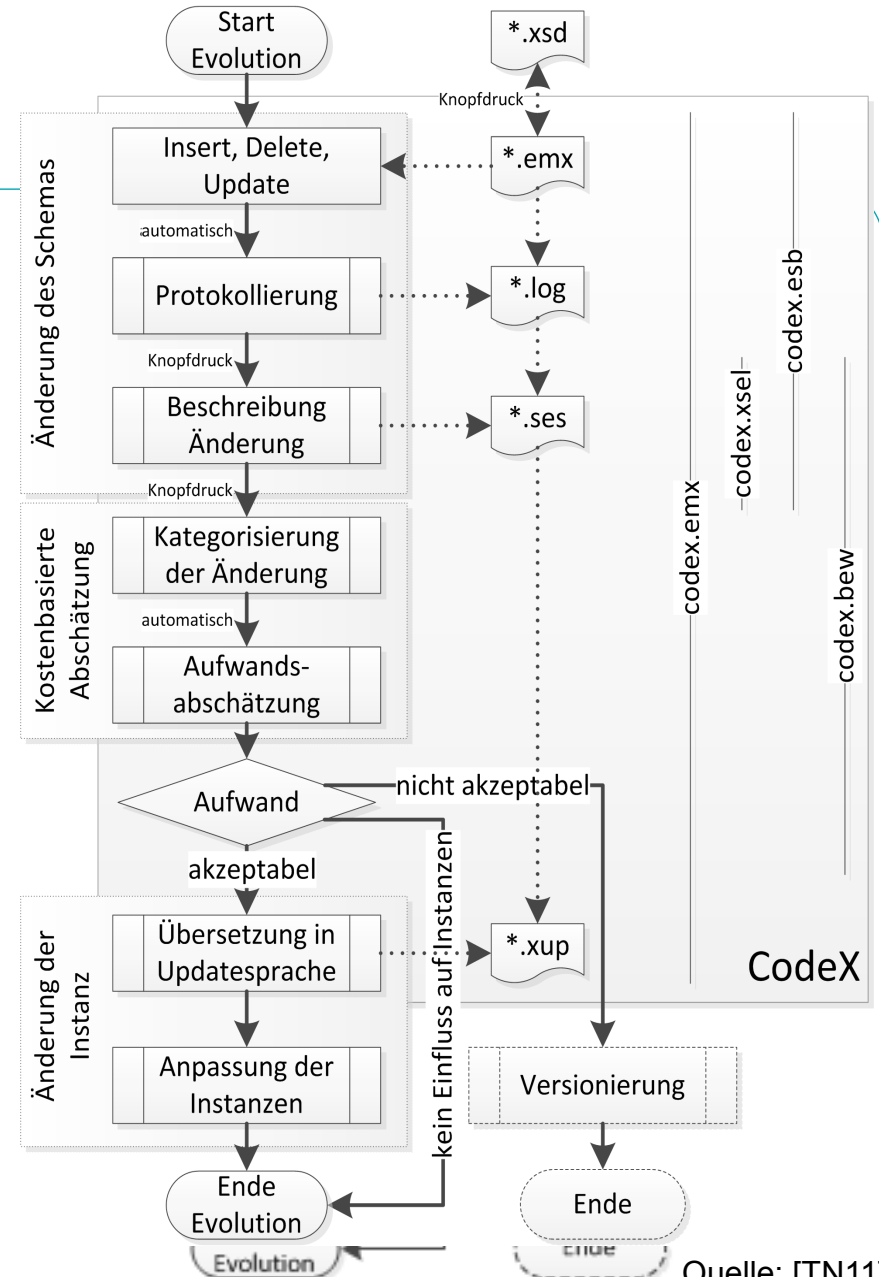 Start
Evolution
*.xsd
Knopfdruck
Änderung des Schemas
Insert, Delete,
Update
*.emx
automatisch
Protokollierung
*.log
Knopfdruck
Beschreibung
Änderung
*.ses
Knopfdruck
Kostenbasierte
Abschätzung
Kategorisierung
der Änderung
automatisch
Aufwands-
abschätzung
codex.emx
codex.xsel
codex.esb
codex.bew
Aufwand
nicht akzeptabel
akzeptabel
kein Einfluss auf Instanzen
Änderung der
Instanz
Übersetzung in
Updatesprache
*.xup
CodeX
Anpassung der
Instanzen
Versionierung
Ende
Evolution
Ende
Evolution
Ende
Quelle: [TN11]